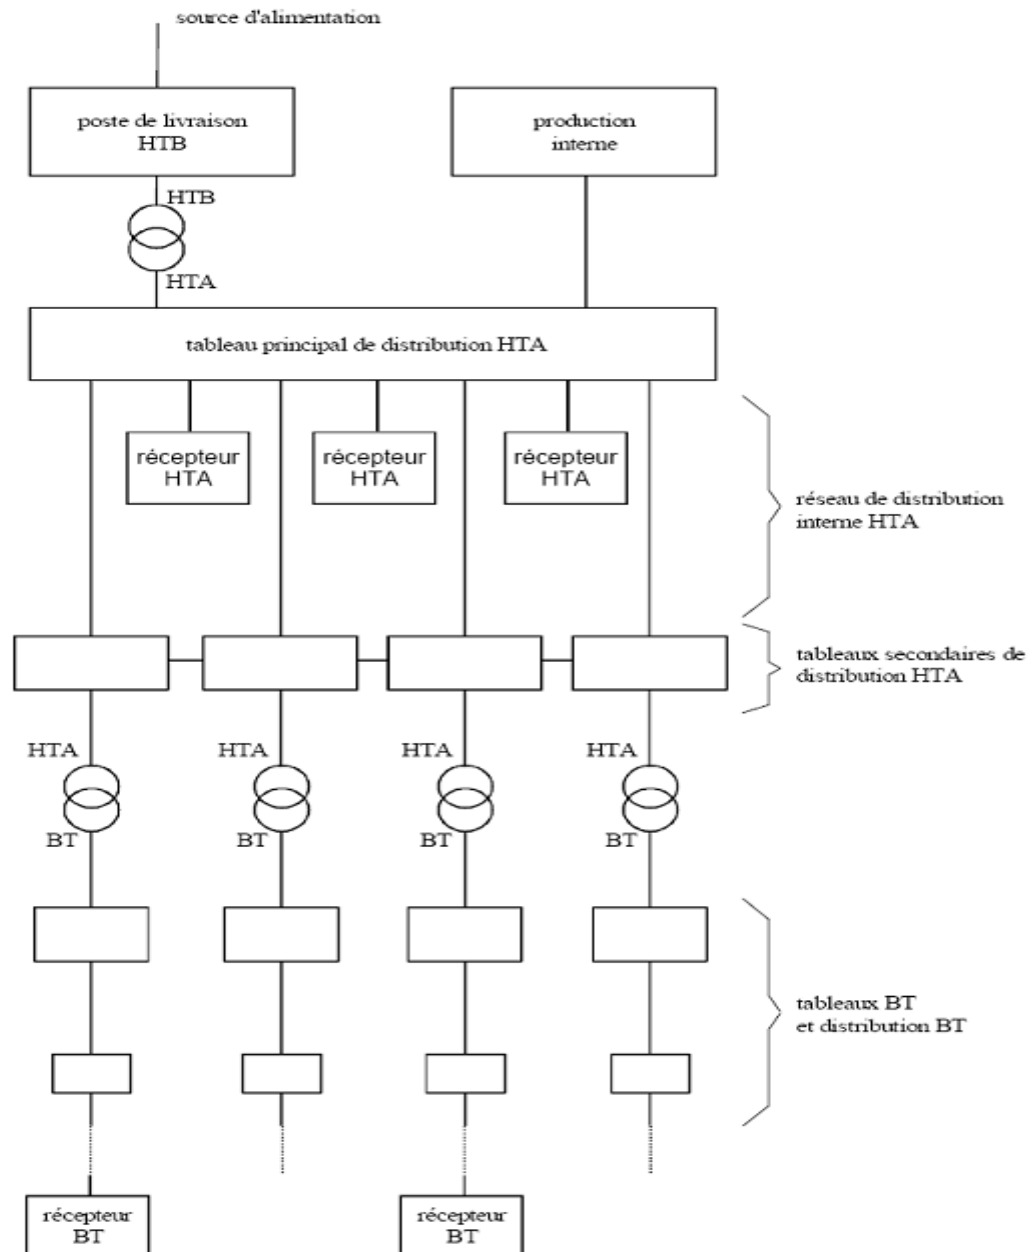 source d'alimentation
poste de livraison
HTB
production
interne
HTB
HTA
tableau principal de distribution HTA
récepteur
HTA
récepteur
HTA
récepteur
HTA
réseau de distribution
interne HTA
tableaux secondaires de
distribution HTA
HTA
HTA
HTA
HTA
BT
BT
BT
BT
tableaux BT
et distribution BT
récepteur
BT
récepteur
BT